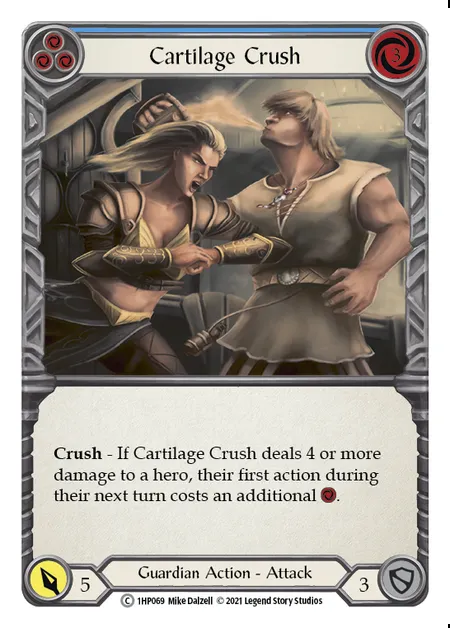 Cartilage Crush
3
Crush - If Cartilage Crush deals 4 or more
damage to a hero, their first action during
their next turn costs an additional .
5
Guardian Action - Attack
3
C 1HP069 Mike Dalzell © 2021 Legend Story Studios